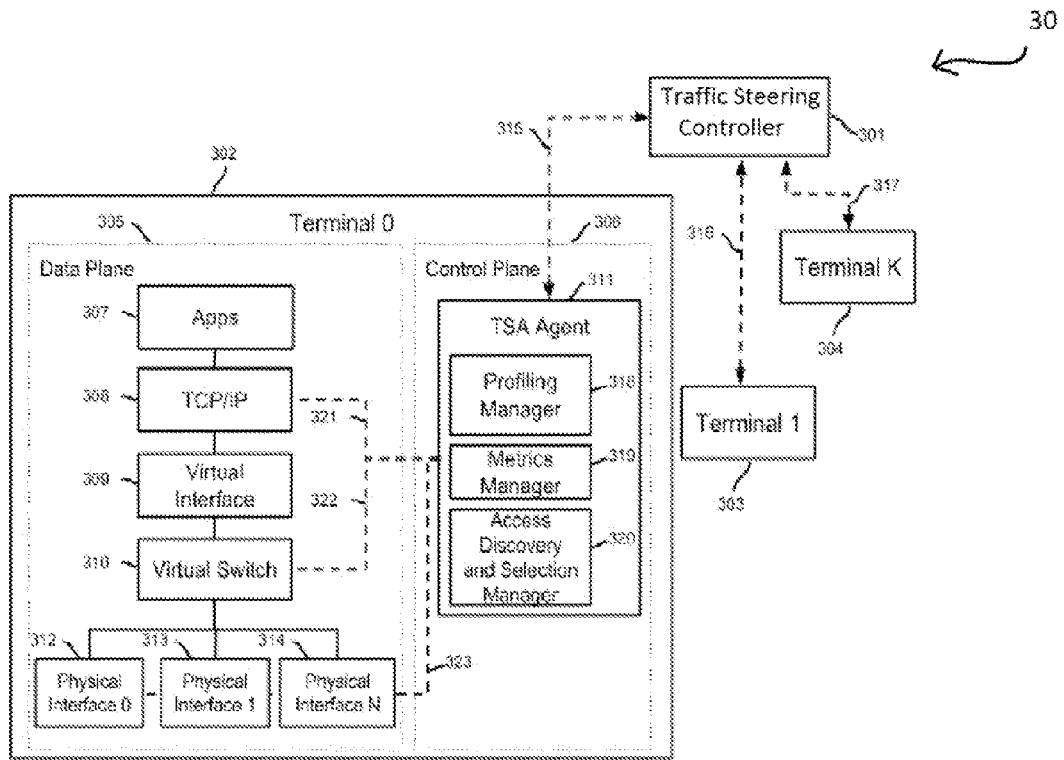 30
Traffic Steering
Controller
301
315
302
Terminal 0
305
306
317
316
Terminal K
304
Data Plane
Control Plane
311
307
Apps
TSA Agent
308
TCP/IP
321
Profiling
Manager
318
Terminal 1
303
309
Virtual
Interface
322
Metrics
Manager
319
310
Virtual Switch
Access
Discovery
and Selection
Manager
320
312
313
314
323
Physical
Interface 0
Physical
Interface 1
Physical
Interface N